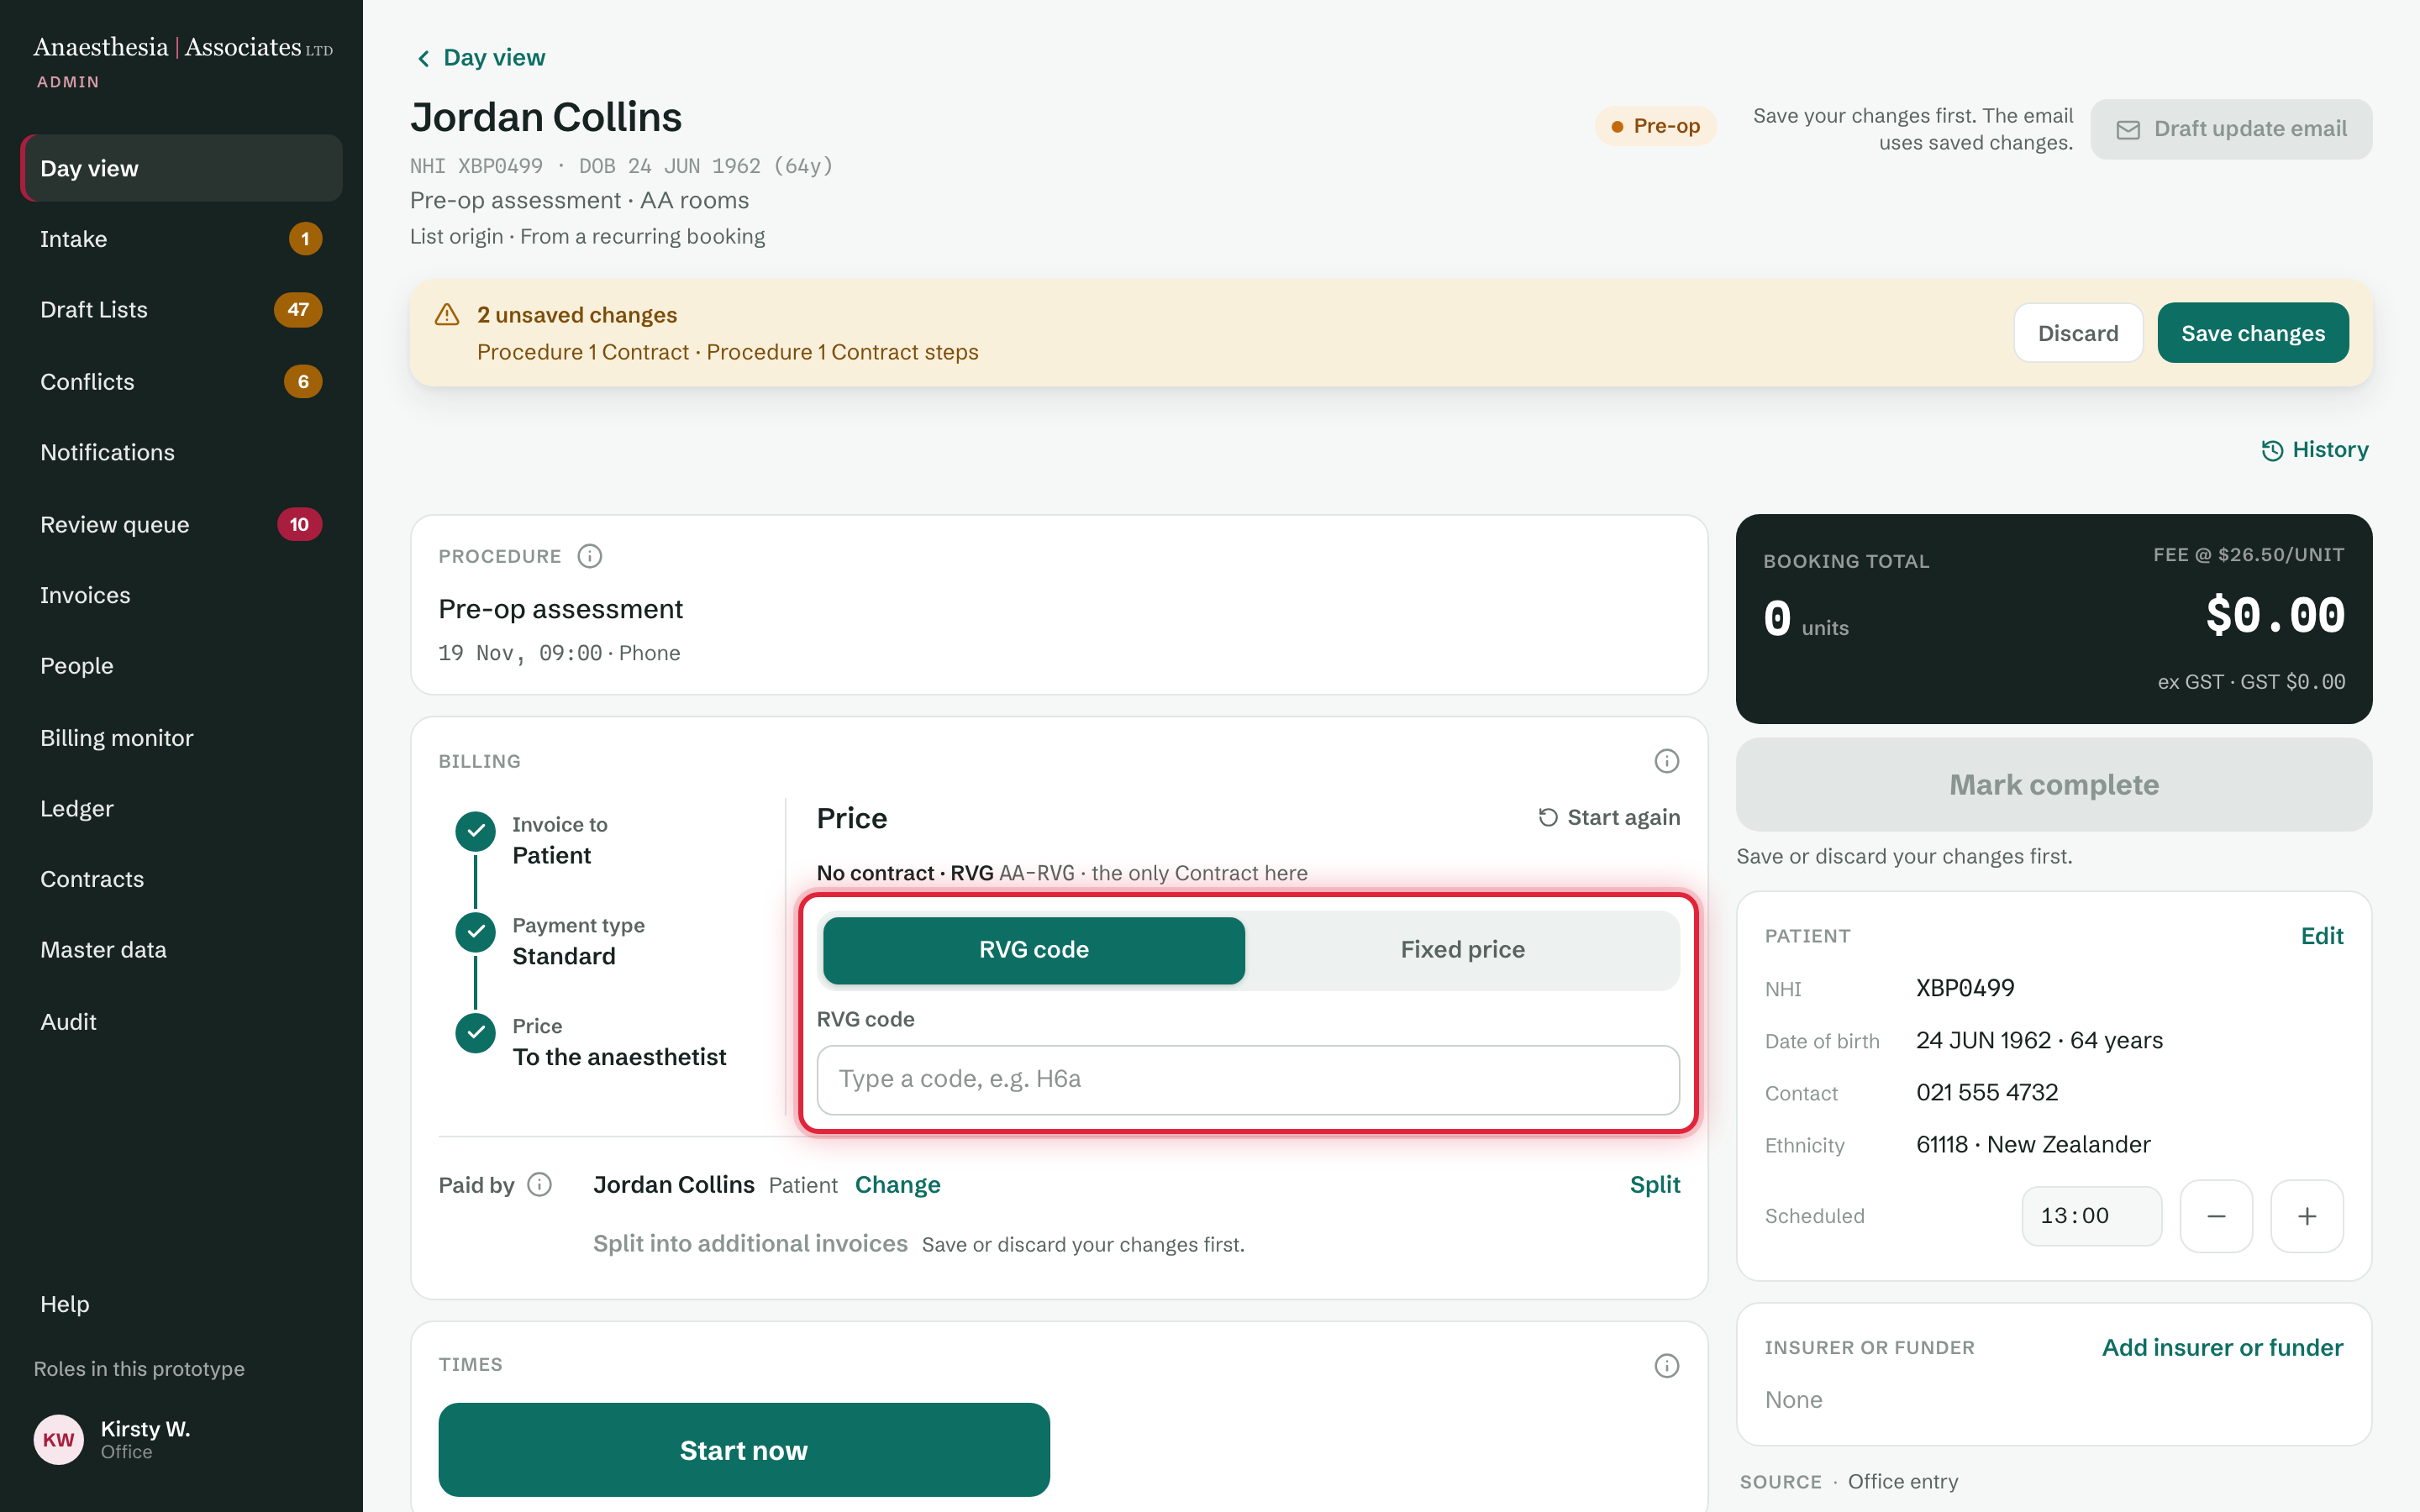 Anaesthesia | Associates LTD
ADMIN
Day view
Intake 1
Draft Lists 47
Conflicts 6
Notifications
Review queue 10
Invoices
People
Billing monitor
Ledger
Contracts
Master data
Audit
Help
Roles in this prototype
KW
Kirsty W.
Office
Day view
Jordan Collins
NHI XBP0499 · DOB 24 JUN 1962 (64y)
Pre-op assessment · AA rooms
List origin · From a recurring booking
Pre-op
Save your changes first. The email
uses saved changes.
Draft update email
2 unsaved changes
Procedure 1 Contract · Procedure 1 Contract steps
Discard
Save changes
History
PROCEDURE
Pre-op assessment
19 Nov, 09:00 · Phone
BILLING
Invoice to
Patient
Payment type
Standard
Price
To the anaesthetist
Price
Start again
No contract · RVG AA-RVG · the only Contract here
RVG code
Fixed price
RVG code
Type a code, e.g. H6a
Paid by
Jordan Collins Patient Change
Split
Split into additional invoices Save or discard your changes first.
TIMES
Start now
BOOKING TOTAL
FEE @ $26.50/UNIT
0 units
$0.00
ex GST · GST $0.00
Mark complete
Save or discard your changes first.
PATIENT
Edit
NHI XBP0499
Date of birth 24 JUN 1962 · 64 years
Contact 021 555 4732
Ethnicity 61118 · New Zealander
Scheduled 13:00 − +
INSURER OR FUNDER
Add insurer or funder
None
SOURCE · Office entry